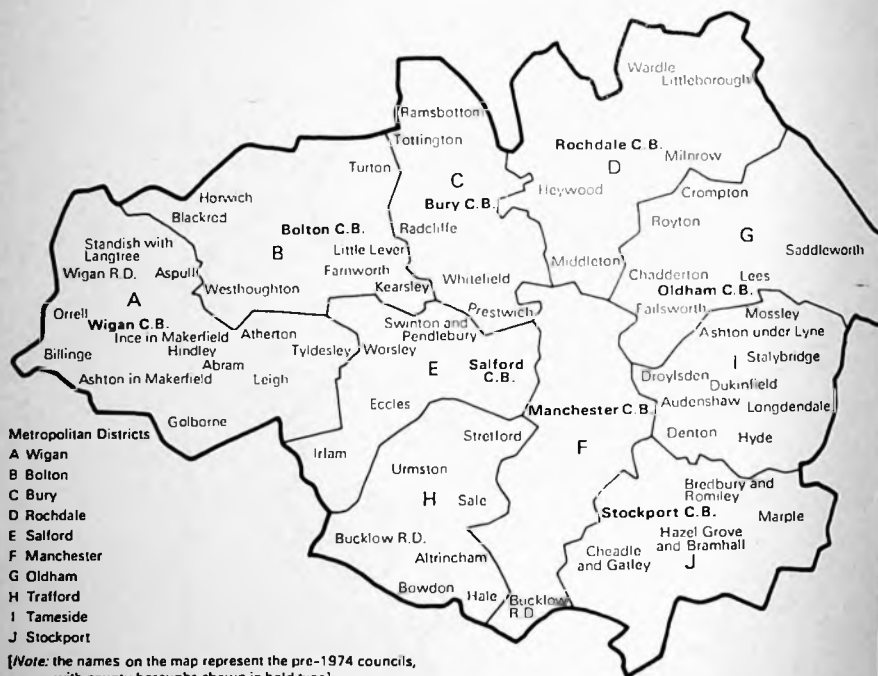 Wardle
Littleborough
Ramsbottom
Tottington
Rochdale C.B.
Milnrow
D
Turton
C
Heywood
Crompton
Horwich
Bury C.B.
Royton
G
Blackrod
Bolton C.B.
Radcliffe
Saddleworth
Standish with
Langtree
B
Little Lever
Middleton
Wigan R.D.
Aspull
Farnworth
Whitefield
Chadderton
Lees
Westhoughton
Kearsley
Oldham C.B.
A
Prestwich
Failsworth
Mossley
Orrell
Wigan C.B.
Swinton and
Pendlebury
Ashton under Lyne
Ince in Makerfield
Atherton
Hindley
Tyldesley
Worsley
I
Stalybridge
Billinge
Abram
E
Salford
C.B.
Droylsden
Dukinfield
Ashton in Makerfield
Leigh
Audenshaw
Longdendale
Eccles
Manchester C.B.
Golborne
Stretford
Denton
Hyde
Irlam
F
Urmston
Bredbury and
Romiley
H
Sale
Stockport C.B.
Marple
Bucklow R.D.
Hazel Grove
and Bramhall
Altrincham
Cheadle
and Gatley
J
Bowdon
Hale
Bucklow
R.D
Metropolitan Districts
A Wigan
B Bolton
C Bury
D Rochdale
E Salford
F Manchester
G Oldham
H Trafford
I Tameside
J Stockport
[Note: the names on the map represent the pre-1974 councils,
with county boroughs shown in bold type]